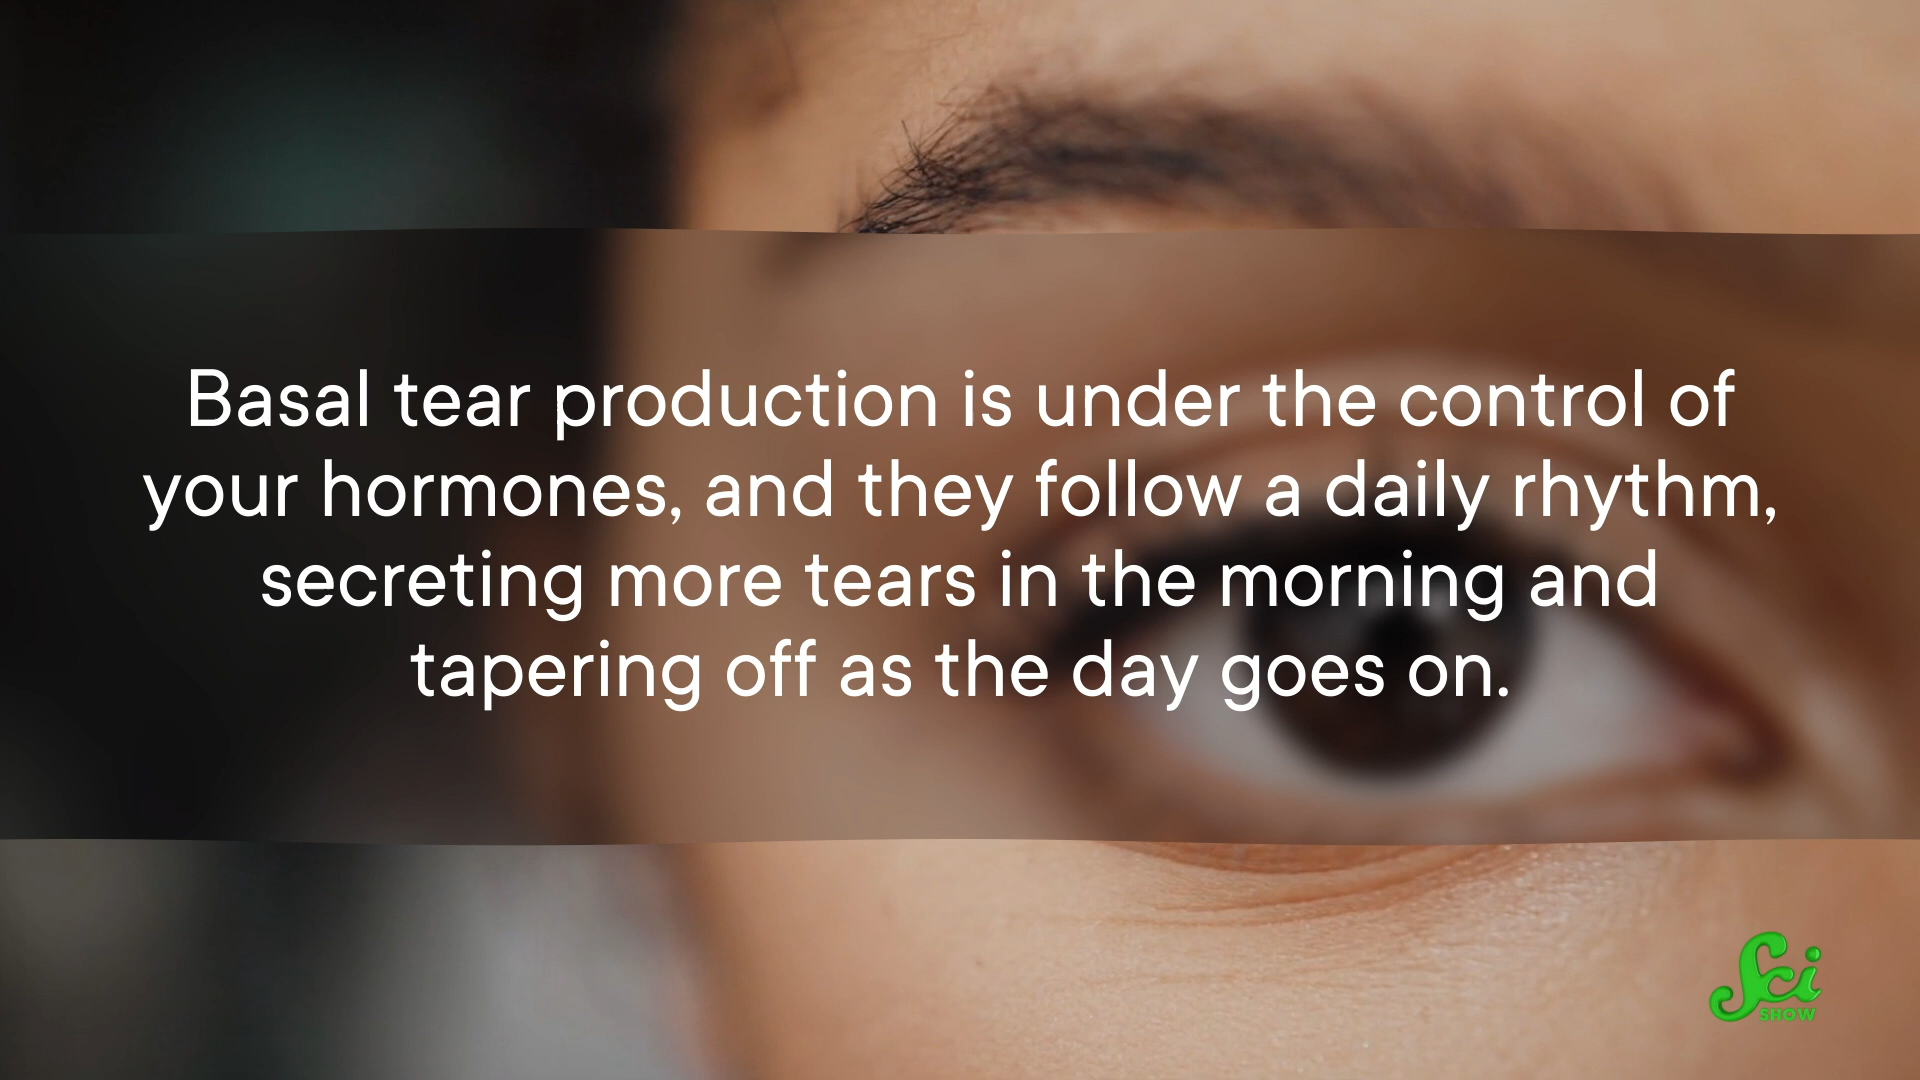 Basal tear production is under the control of
your hormones, and they follow a daily rhythm,
secreting more tears in the morning and
tapering off as the day goes on.
Sci
SHOW